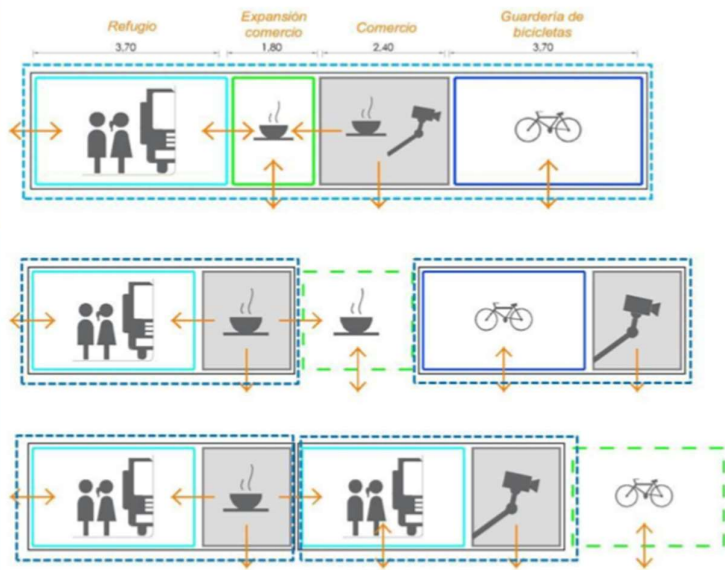 Refugio
Expansión
comercio
Comercio
Guardería de
bicicletas
3.70
1.80
2.40
3.70